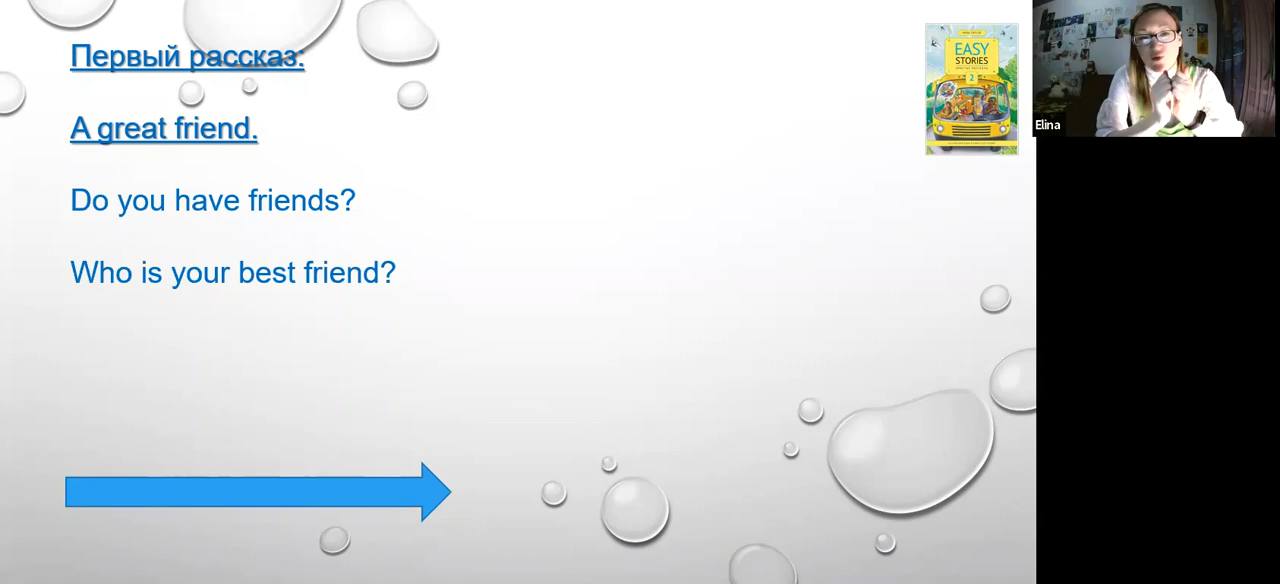 Первый рассказ:
A great friend.
Do you have friends?
Who is your best friend?
EASY
STORIES
2
Elina